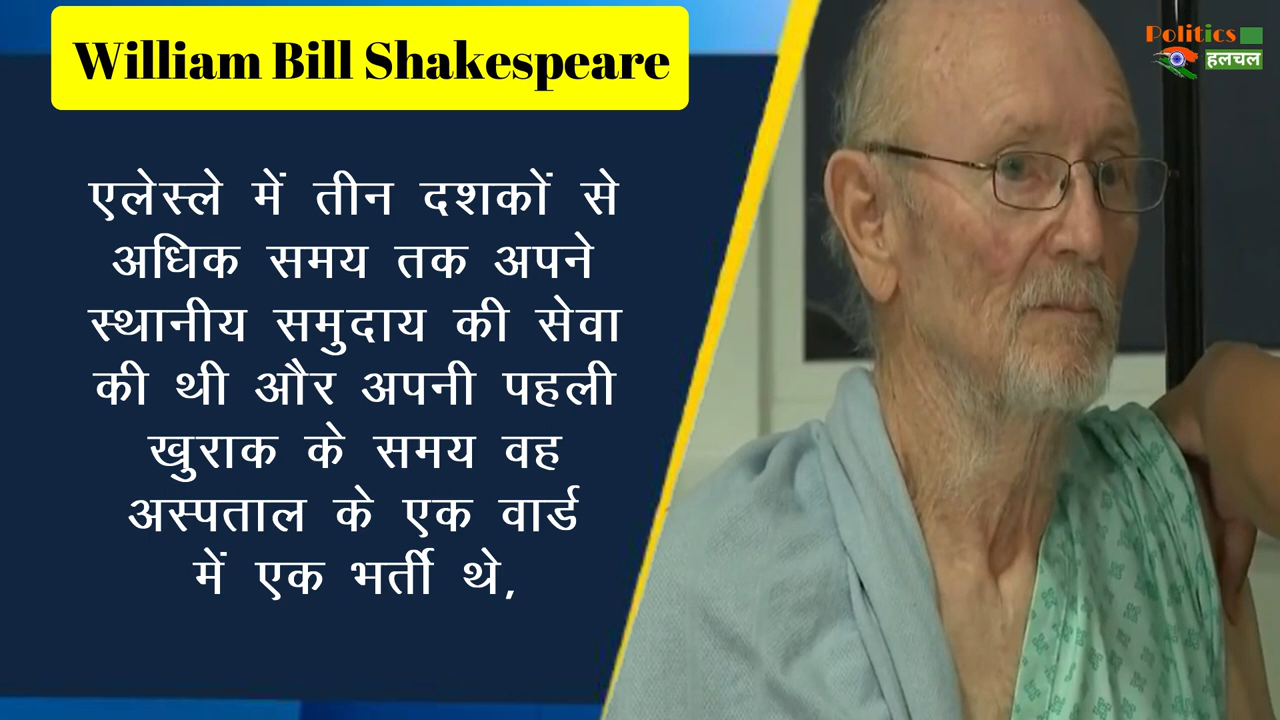 William Bill Shakespeare
Politics
हलचल
एलेस्ले में तीन दशकों से
अधिक समय तक अपने
स्थानीय समुदाय की सेवा
की थी और अपनी पहली
खुराक के समय वह
अस्पताल के एक वार्ड
में एक भर्ती थे,